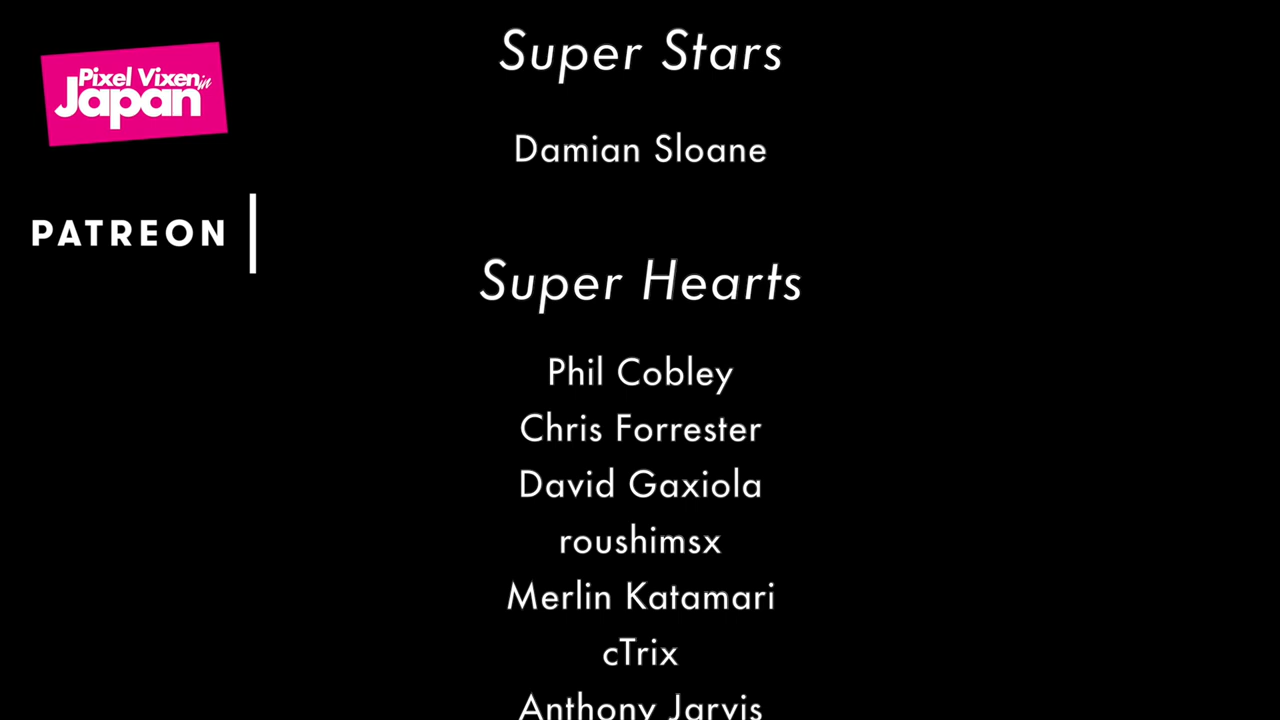 Pixel Vixen in
Japan
PATREON
Super Stars
Damian Sloane
Super Hearts
Phil Cobley
Chris Forrester
David Gaxiola
roushimsx
Merlin Katamari
cTrix
Anthony Jarvis